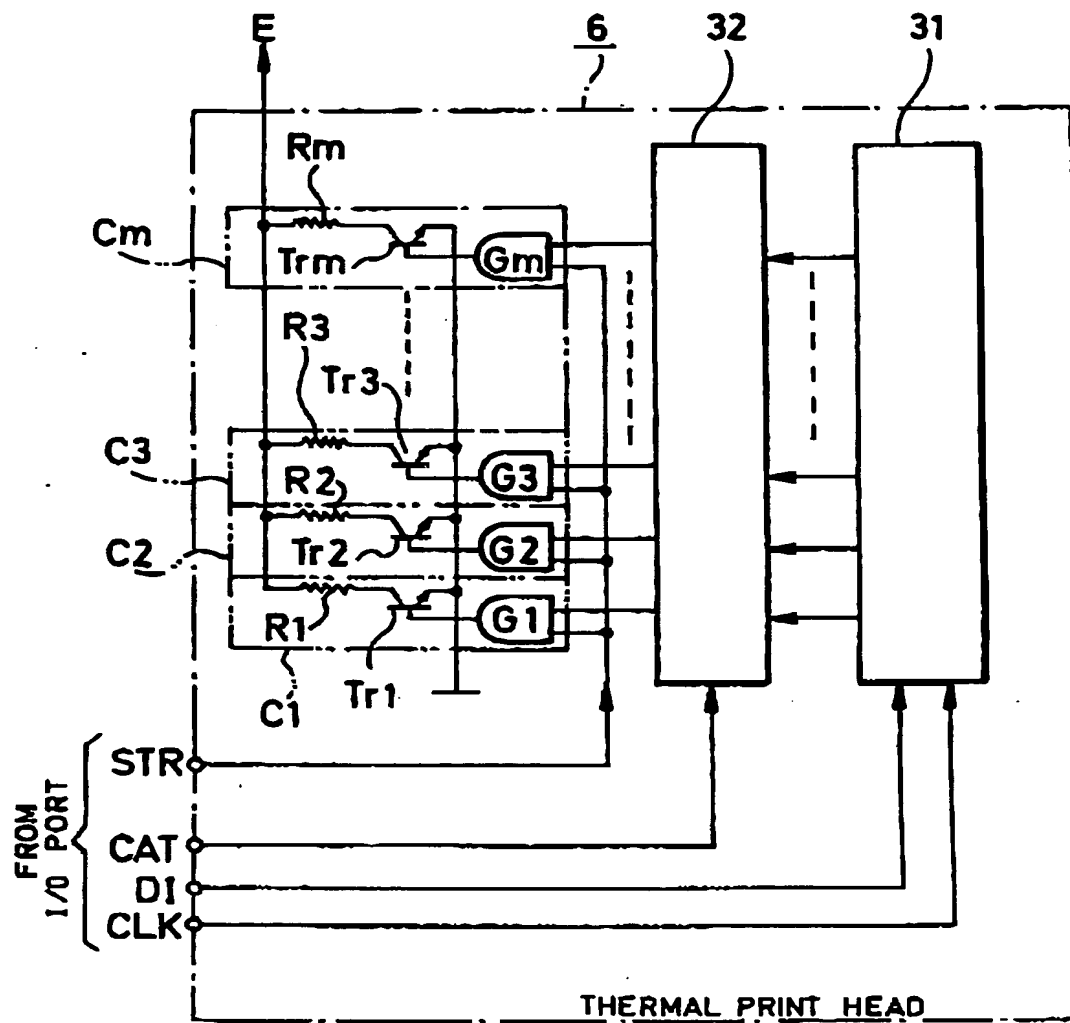 E
6
32
31
Rm
Cm
Trm
Gm
R3
Tr3
C3
G3
R2
C2
Tr2
G2
R1
G1
C1
Tr1
STR
FROM
I/O PORT
CAT
DI
CLK
THERMAL PRINT HEAD